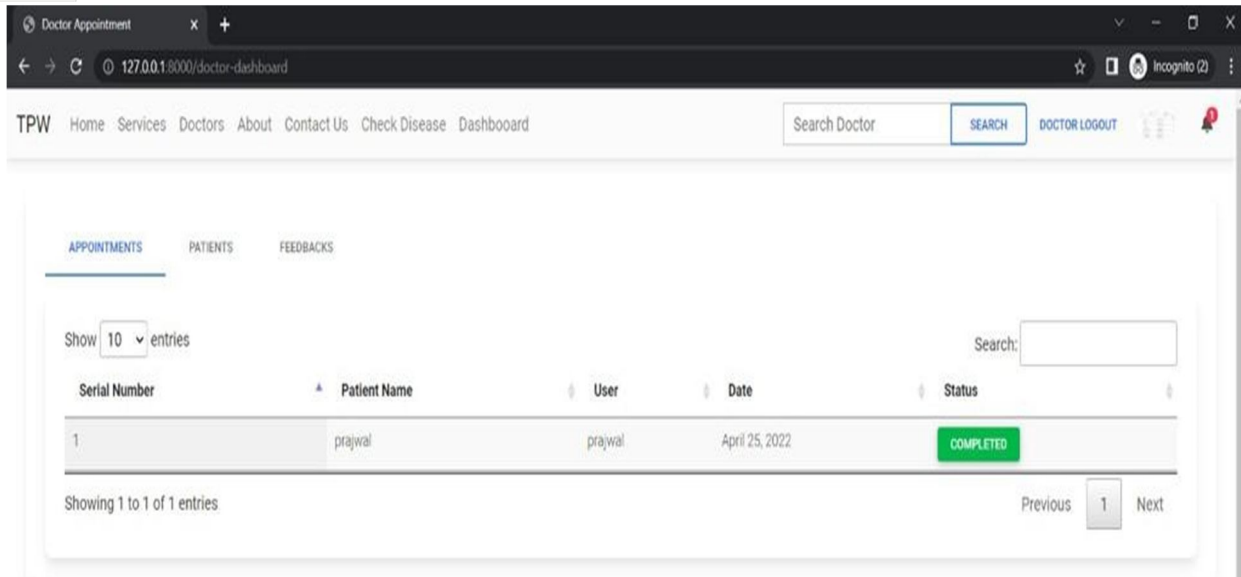 Doctor Appointment
127.0.0.1:8000/doctor-dashboard
Incognito (2)
TPW Home Services Doctors About Contact Us Check Disease Dashbooard
Search Doctor SEARCH DOCTOR LOGOUT
1
APPOINTMENTS PATIENTS FEEDBACKS
Show 10 entries
Search:
Serial Number Patient Name User Date Status
1 prajwal prajwal April 25, 2022 COMPLETED
Showing 1 to 1 of 1 entries
Previous 1 Next